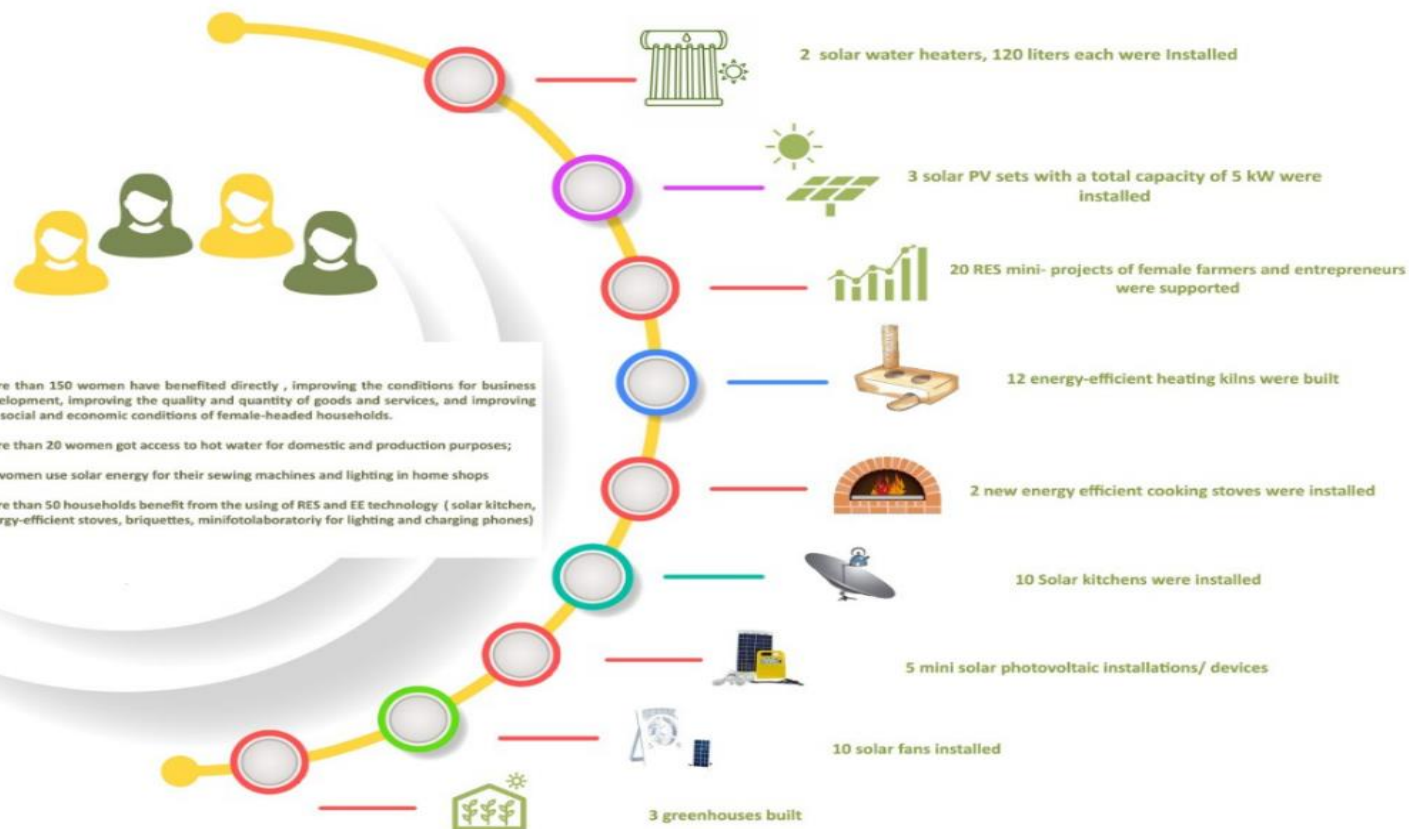 2 solar water heaters, 120 liters each were Installed
3 solar PV sets with a total capacity of 5 kW were
installed
20 RES mini- projects of female farmers and entrepreneurs
were supported
12 energy-efficient heating kilns were built
2 new energy efficient cooking stoves were installed
10 Solar kitchens were installed
5 mini solar photovoltaic installations/ devices
10 solar fans installed
3 greenhouses built
re than 150 women have benefited directly , improving the conditions for business
elopment, improving the quality and quantity of goods and services, and improving
social and economic conditions of female-headed households.
re than 20 women got access to hot water for domestic and production purposes;
women use solar energy for their sewing machines and lighting in home shops
re than 50 households benefit from the using of RES and EE technology ( solar kitchen,
rgy-efficient stoves, briquettes, minifotolaboratoriy for lighting and charging phones)